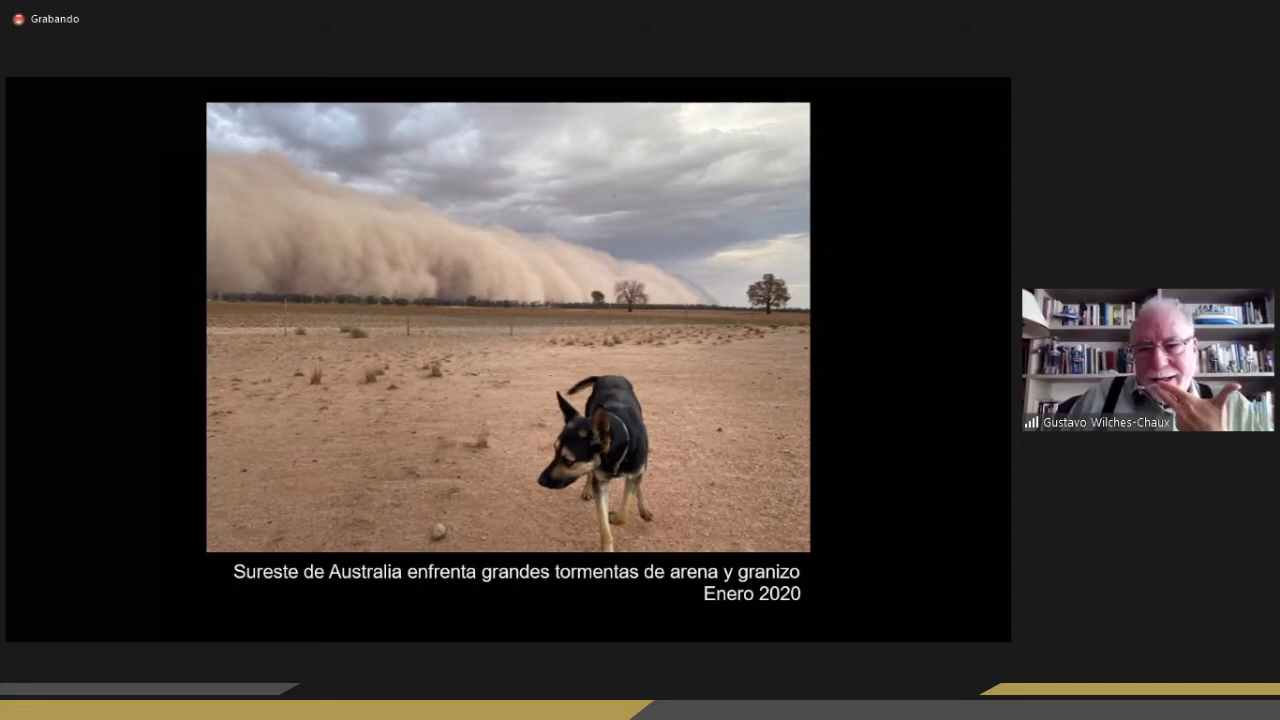 Grabando
Sureste de Australia enfrenta grandes tormentas de arena y granizo
Enero 2020
Gustavo Wilches-Chaux